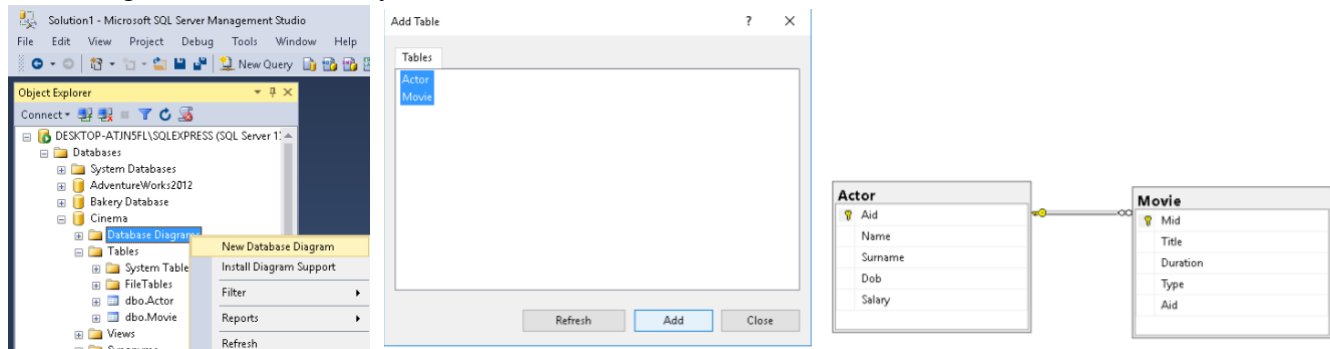 Solution1 - Microsoft SQL Server Management Studio
File Edit View Project Debug Tools Window Help
New Query
Object Explorer
Connect
DESKTOP-ATJN5FL\SQLEXPRESS (SQL Server 1
Databases
System Databases
AdventureWorks2012
Bakery Database
Cinema
Database Diagrams
Tables
System Table
FileTables
dbo.Actor
dbo.Movie
Views
New Database Diagram
Install Diagram Support
Filter
Reports
Refresh
Add Table ?
Tables
Actor
Movie
Refresh Add Close
Actor
Aid
Name
Surname
Dob
Salary
Movie
Mid
Title
Duration
Type
Aid